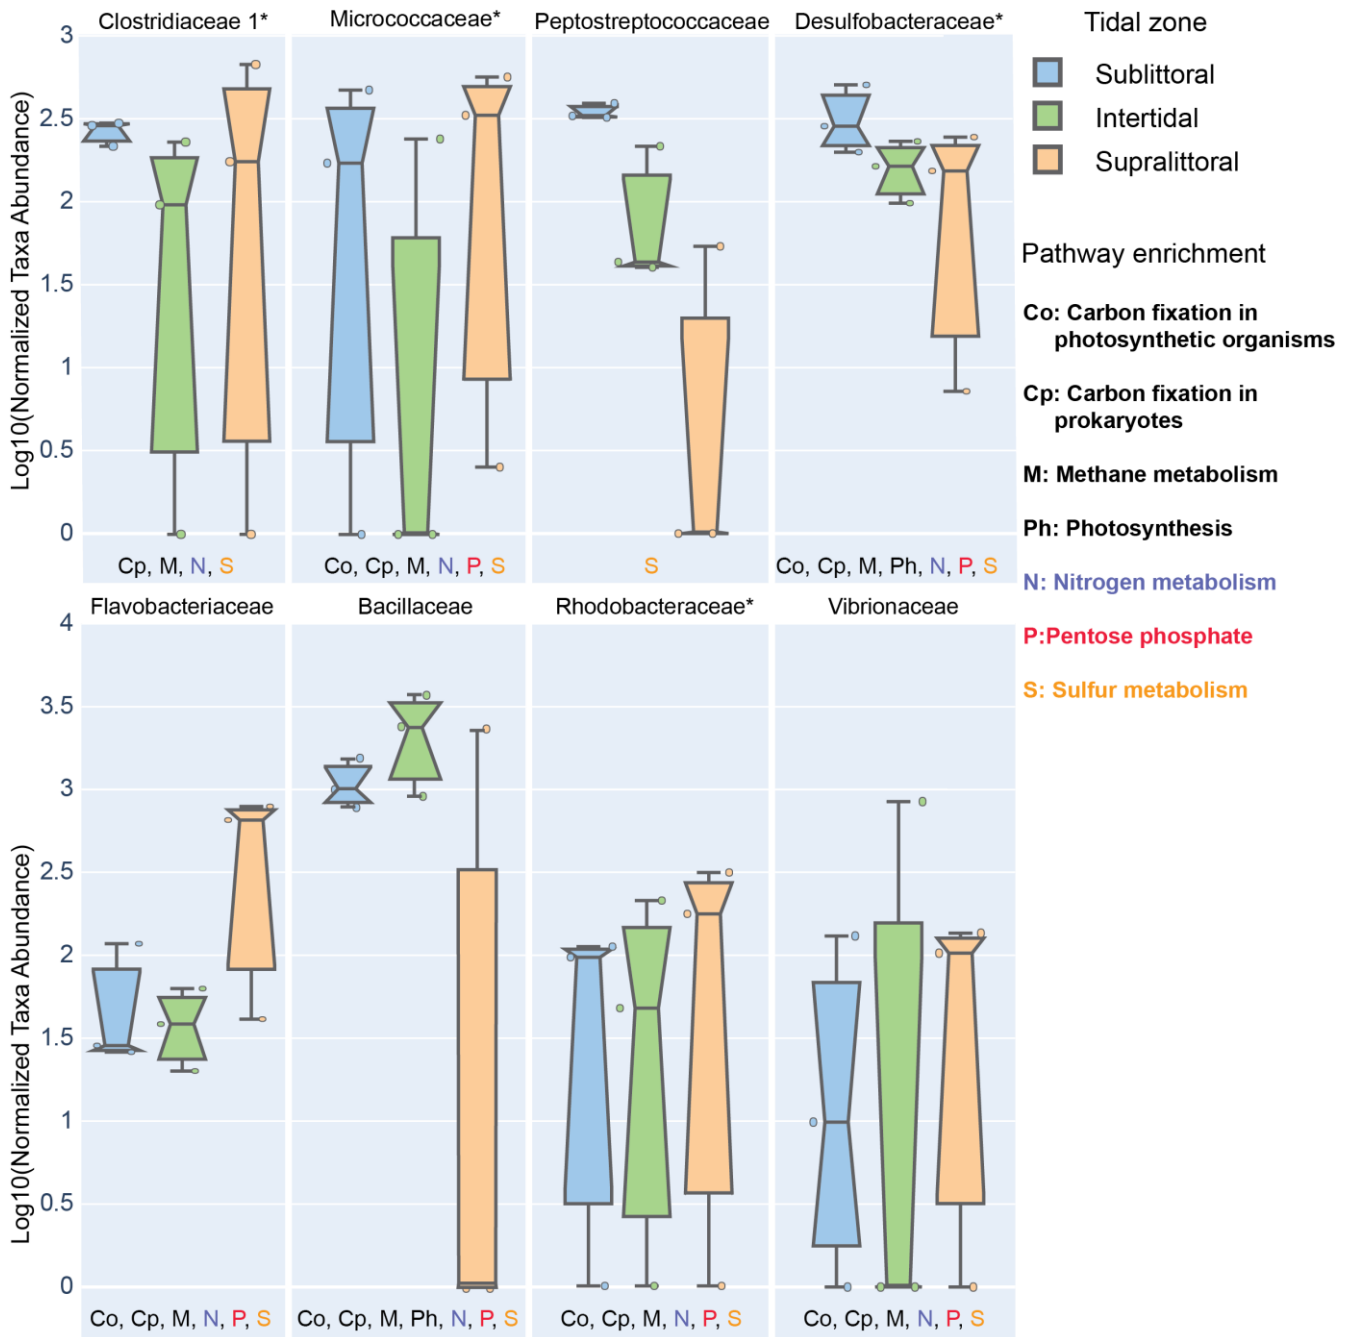 Clostridiaceae 1*
Micrococcaceae*
Peptostreptococcaceae
Desulfobacteraceae*
Log10(Normalized Taxa Abundance)
3
2.5
2
1.5
1
0.5
0
Cp, M, N, S
Co, Cp, M, N, P, S
S
Co, Cp, M, Ph, N, P, S
Flavobacteriaceae
Bacillaceae
Rhodobacteraceae*
Vibrionaceae
Log10(Normalized Taxa Abundance)
4
3.5
3
2.5
2
1.5
1
0.5
0
Co, Cp, M, N, P, S
Co, Cp, M, Ph, N, P, S
Co, Cp, M, N, P, S
Co, Cp, M, N, P, S
Tidal zone
Sublittoral
Intertidal
Supralittoral
Pathway enrichment
Co: Carbon fixation in
photosynthetic organisms
Cp: Carbon fixation in
prokaryotes
M: Methane metabolism
Ph: Photosynthesis
N: Nitrogen metabolism
P:Pentose phosphate
S: Sulfur metabolism